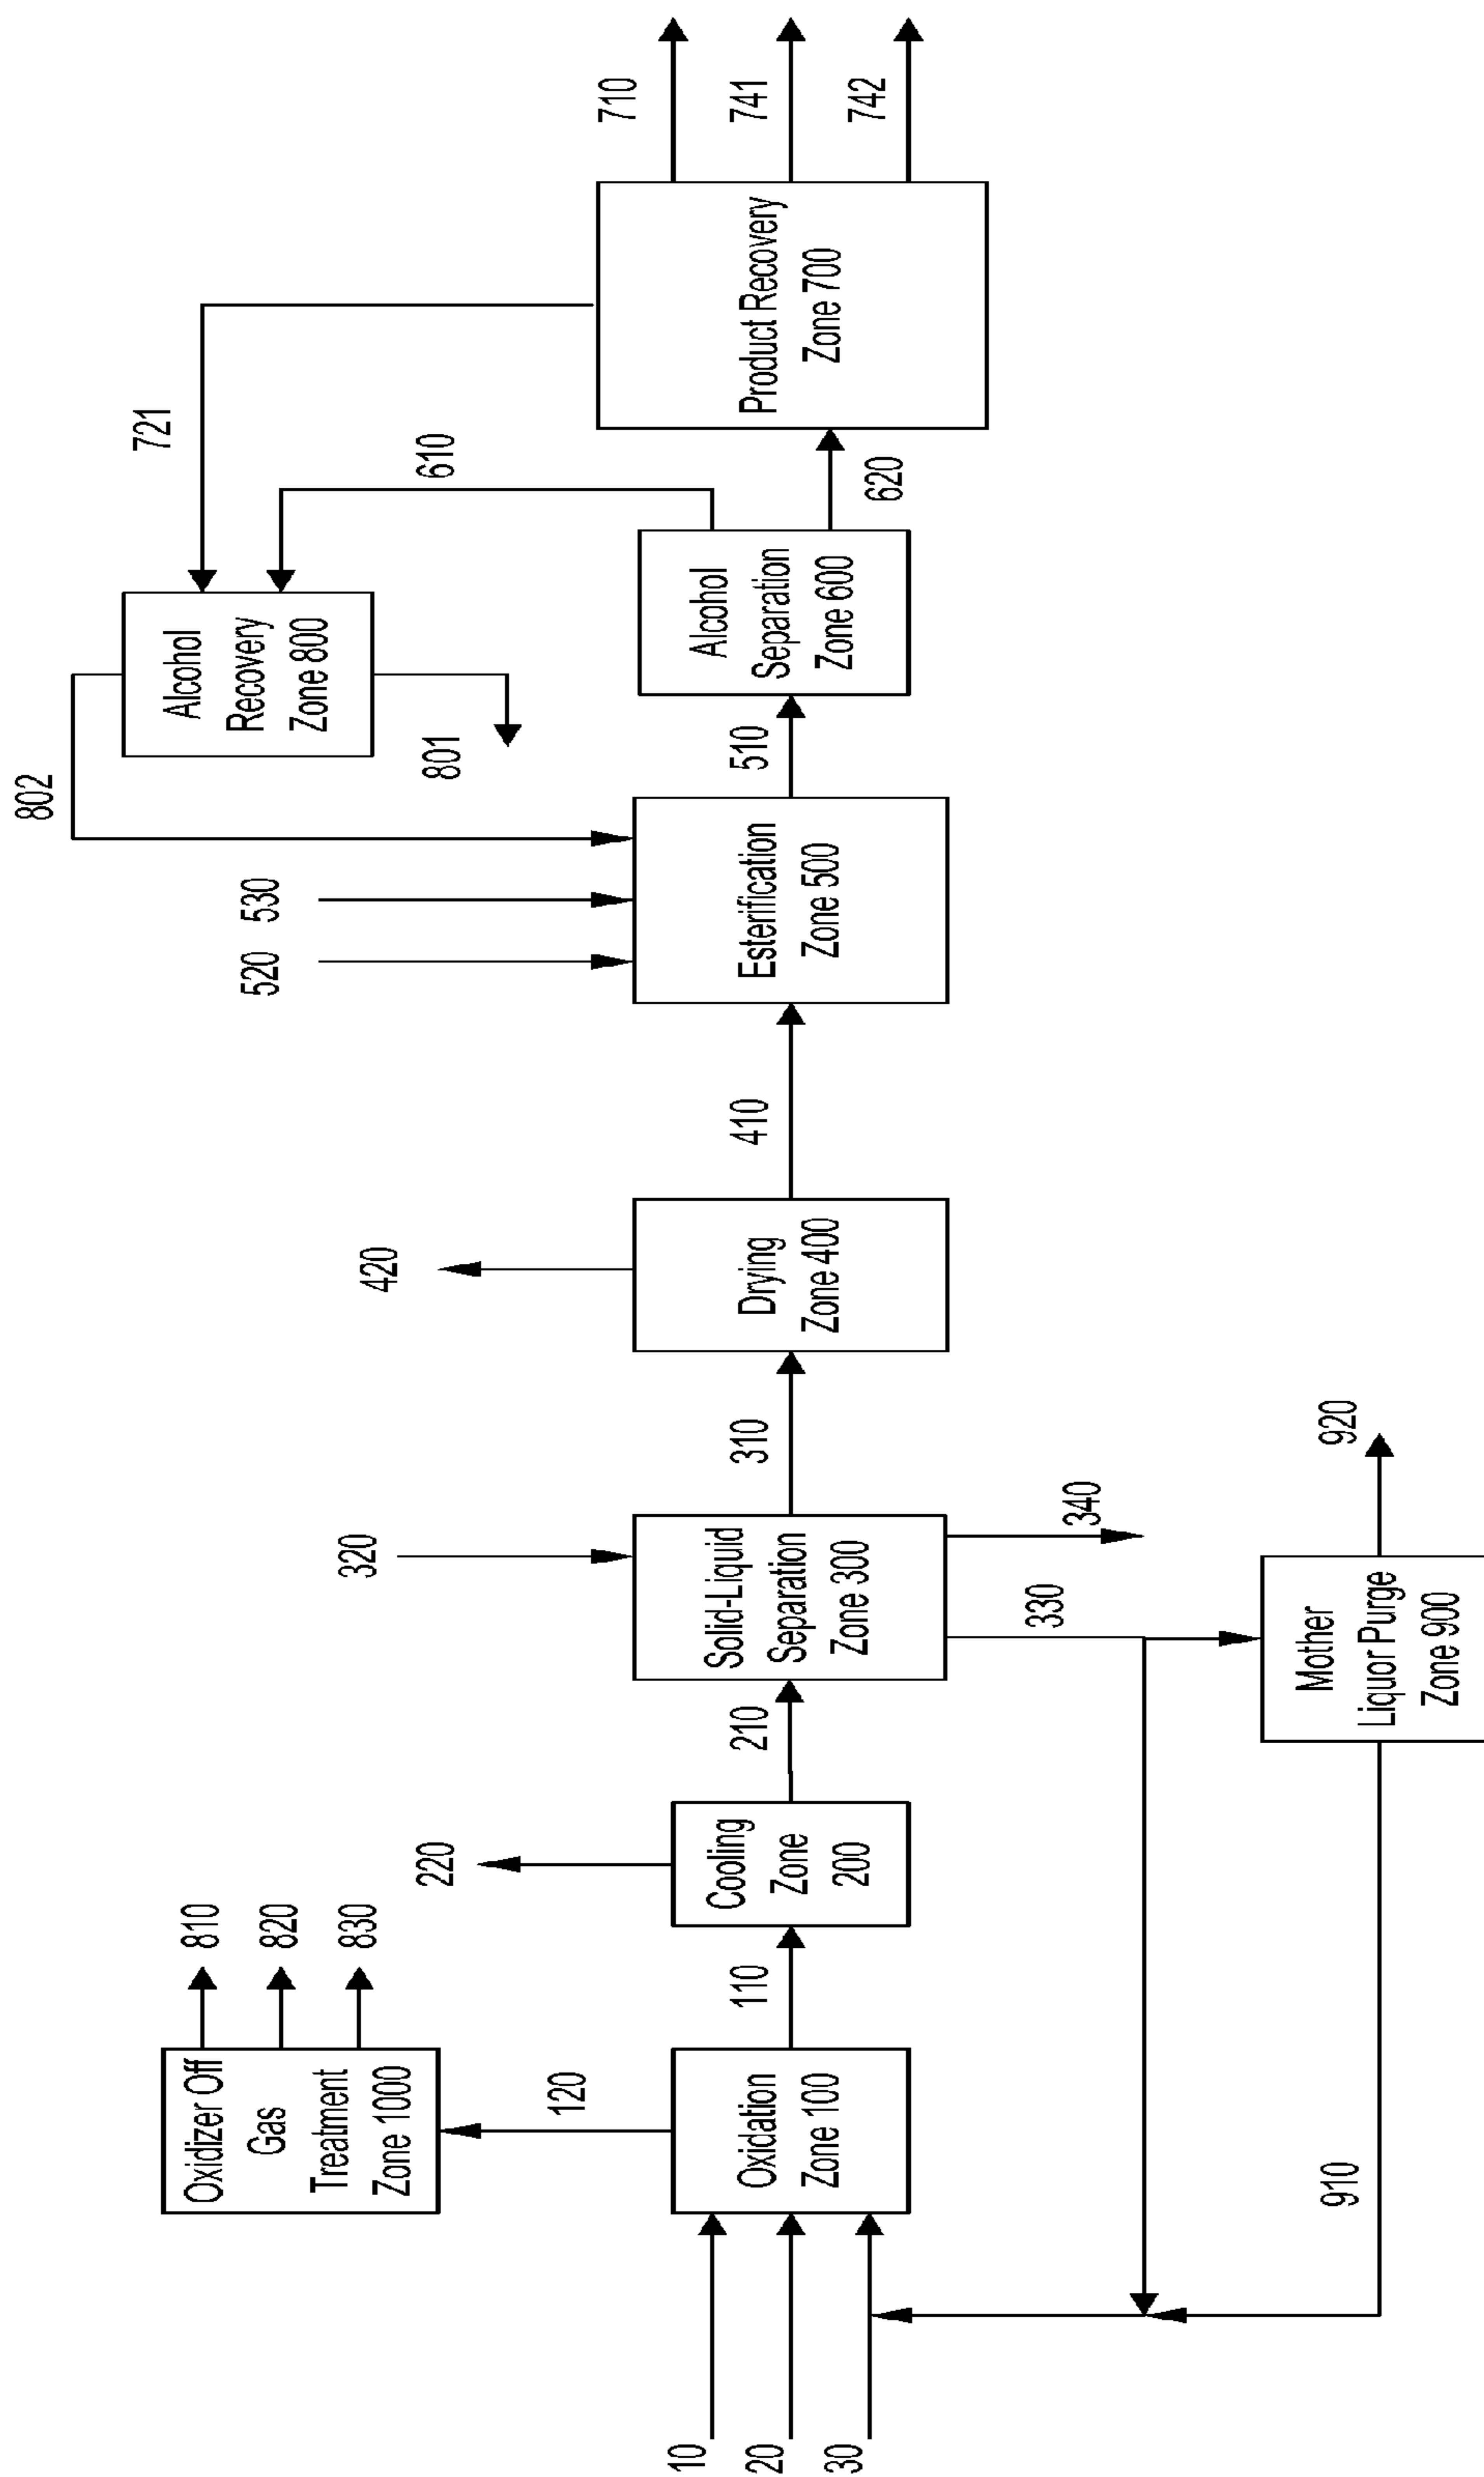 802
721
520
530
Alcohol
Recovery
Zone 800
801
610
810
820
830
Oxidizer Off
Gas
Treatment
Zone 1000
220
320
420
120
10
20
30
Oxidation
Zone 100
110
Cooling
Zone
200
210
Solid-Liquid
Separation
Zone 300
310
Drying
Zone 400
410
Esterification
Zone 500
510
Alcohol
Separation
Zone 600
620
Product Recovery
Zone 700
710
741
742
330
340
910
Mother
Liquor Purge
Zone 900
920